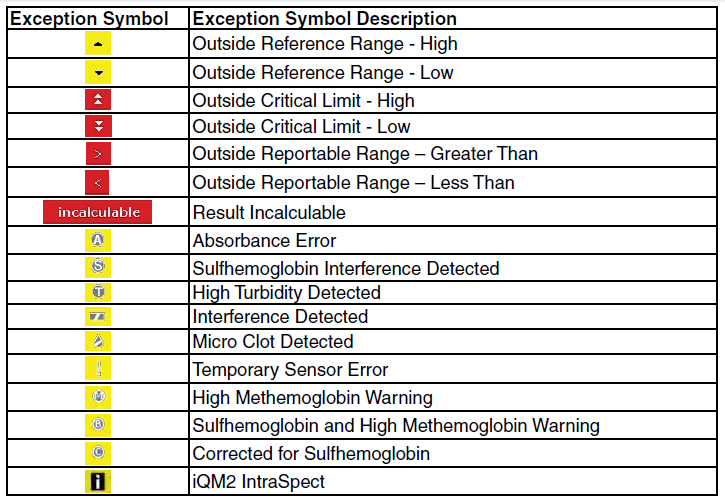 Exception Symbol Exception Symbol Description
Outside Reference Range - High
Outside Reference Range - Low
Outside Critical Limit - High
Outside Critical Limit - Low
> Outside Reportable Range – Greater Than
< Outside Reportable Range – Less Than
incalculable Result Incalculable
A Absorbance Error
S Sulfhemoglobin Interference Detected
T High Turbidity Detected
Interference Detected
Micro Clot Detected
! Temporary Sensor Error
M High Methemoglobin Warning
B Sulfhemoglobin and High Methemoglobin Warning
C Corrected for Sulfhemoglobin
i iQM2 IntraSpect